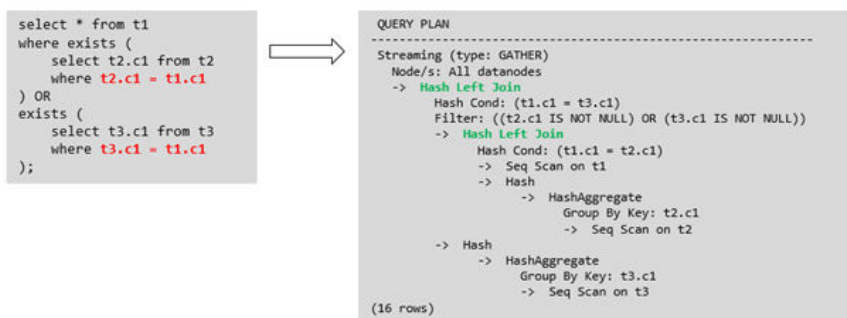 select * from t1
where exists (
    select t2.c1 from t2
    where t2.c1 = t1.c1
) OR
exists (
    select t3.c1 from t3
    where t3.c1 = t1.c1
);
QUERY PLAN
------------------------------------------------------------------
Streaming (type: GATHER)
  Node/s: All datanodes
  -> Hash Left Join
       Hash Cond: (t1.c1 = t3.c1)
       Filter: ((t2.c1 IS NOT NULL) OR (t3.c1 IS NOT NULL))
       -> Hash Left Join
            Hash Cond: (t1.c1 = t2.c1)
            -> Seq Scan on t1
            -> Hash
                 -> HashAggregate
                      Group By Key: t2.c1
                      -> Seq Scan on t2
       -> Hash
            -> HashAggregate
                 Group By Key: t3.c1
                 -> Seq Scan on t3
(16 rows)